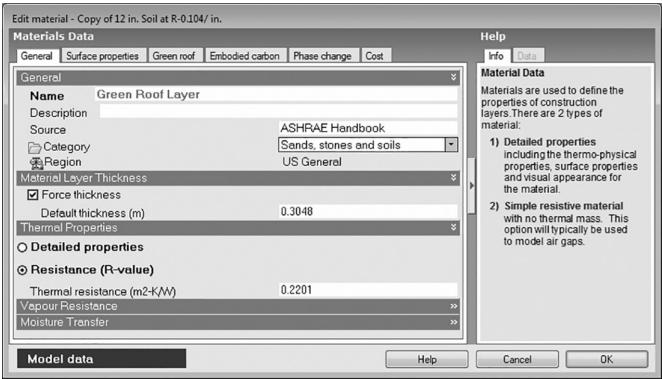 Edit material - Copy of 12 in. Soil at R-0.104/ in.
Materials Data
General Surface properties Green roof Embodied carbon Phase change Cost
General
Name Green Roof Layer
Description
Source ASHRAE Handbook
Category Sands, stones and soils
Region US General
Material Layer Thickness
Force thickness
Default thickness (m) 0.3048
Thermal Properties
Detailed properties
Resistance (R-value)
Thermal resistance (m2-K/W) 0.2201
Vapour Resistance
Moisture Transfer
Model data
Help
Info Data
Material Data
Materials are used to define the
properties of construction
layers.There are 2 types of
material:
1) Detailed properties
including the thermo-physical
properties, surface properties
and visual appearance for
the material.
2) Simple resistive material
with no thermal mass. This
option will typically be used
to model air gaps.
Help Cancel OK